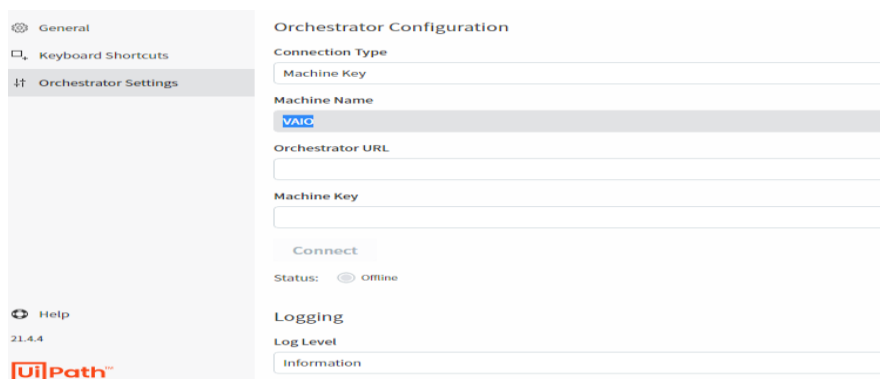 General
Keyboard Shortcuts
Orchestrator Settings
Help
21.4.4
UiPath™
Orchestrator Configuration
Connection Type
Machine Key
Machine Name
VAIO
Orchestrator URL
Machine Key
Connect
Status: Offline
Logging
Log Level
Information